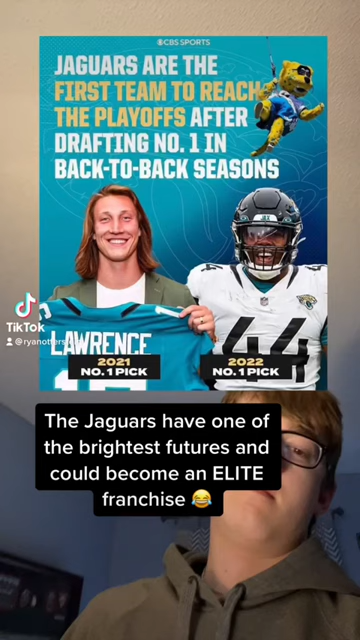 CBS SPORTS
JAGUARS ARE THE
FIRST TEAM TO REACH
THE PLAYOFFS AFTER
DRAFTING NO. 1 IN
BACK-TO-BACK SEASONS
LAWRENCE
44
44
2021
NO. 1 PICK
2022
NO. 1 PICK
TikTok
The Jaguars have one of
the brightest futures and
could become an ELITE
franchise 😂